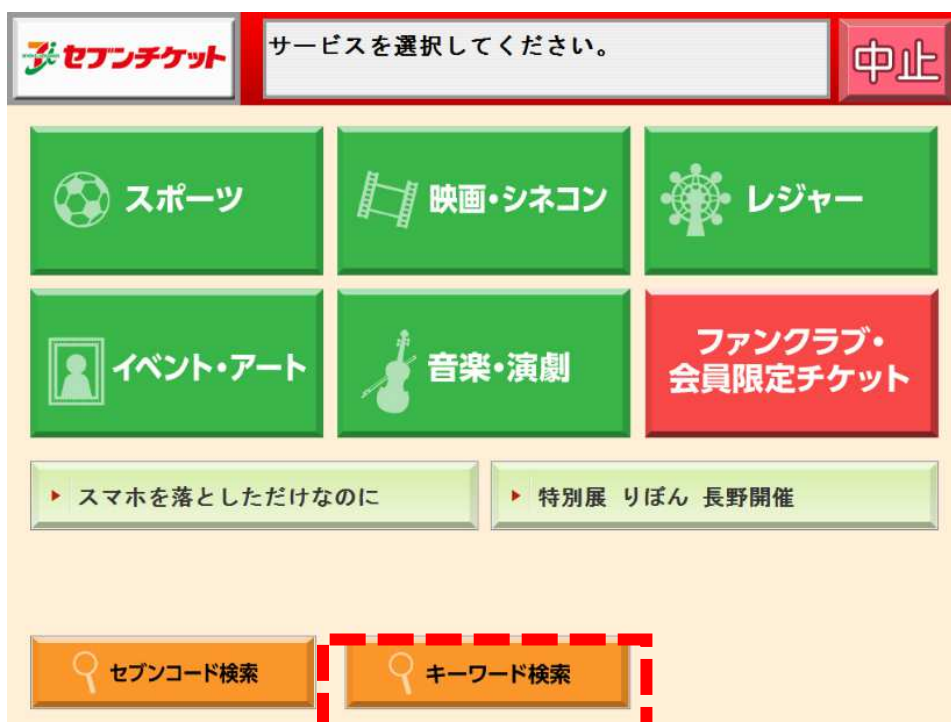 セブンチケット
サービスを選択してください。
中止
スポーツ
映画・シネコン
レジャー
イベント・アート
音楽・演劇
ファンクラブ・
会員限定チケット
スマホを落としただけなのに
特別展 りぼん 長野開催
セブンコード検索
キーワード検索